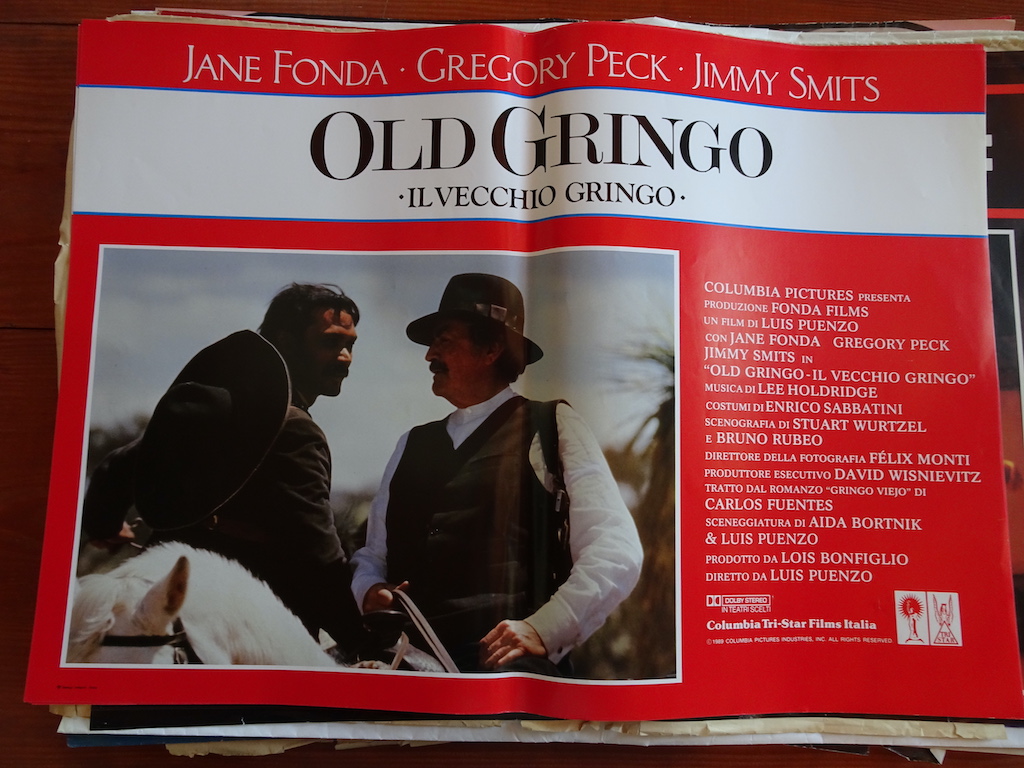 JANE FONDA · GREGORY PECK · JIMMY SMITS
OLD GRINGO
·IL VECCHIO GRINGO·
COLUMBIA PICTURES PRESENTA
PRODUZIONE FONDA FILMS
UN FILM DI LUIS PUENZO
CON JANE FONDA GREGORY PECK
JIMMY SMITS IN
"OLD GRINGO-IL VECCHIO GRINGO"
MUSICA DI LEE HOLDRIDGE
COSTUMI DI ENRICO SABBATINI
SCENOGRAFIA DI STUART WURTZEL
E BRUNO RUBEO
DIRETTORE DELLA FOTOGRAFIA FÉLIX MONTI
PRODUTTORE ESECUTIVO DAVID WISNIEVITZ
TRATTO DAL ROMANZO "GRINGO VIEJO" DI
CARLOS FUENTES
SCENEGGIATURA DI AIDA BORTNIK
& LUIS PUENZO
PRODOTTO DA LOIS BONFIGLIO
DIRETTO DA LUIS PUENZO
DOLBY STEREO
IN TEATRI SCELTI
Columbia Tri-Star Films Italia
©1989 COLUMBIA PICTURES INDUSTRIES, INC. ALL RIGHTS RESERVED.
TRI
STAR